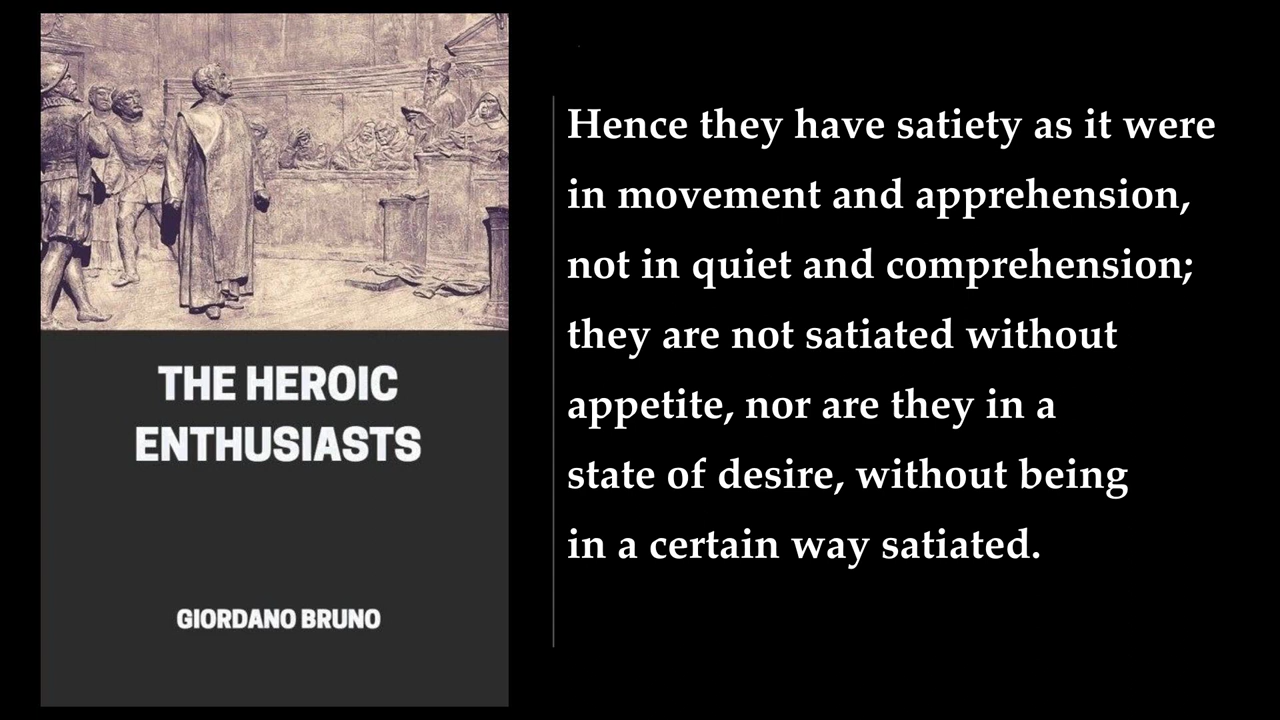 THE HEROIC
ENTHUSIASTS
GIORDANO BRUNO
Hence they have satiety as it were
in movement and apprehension,
not in quiet and comprehension;
they are not satiated without
appetite, nor are they in a
state of desire, without being
in a certain way satiated.